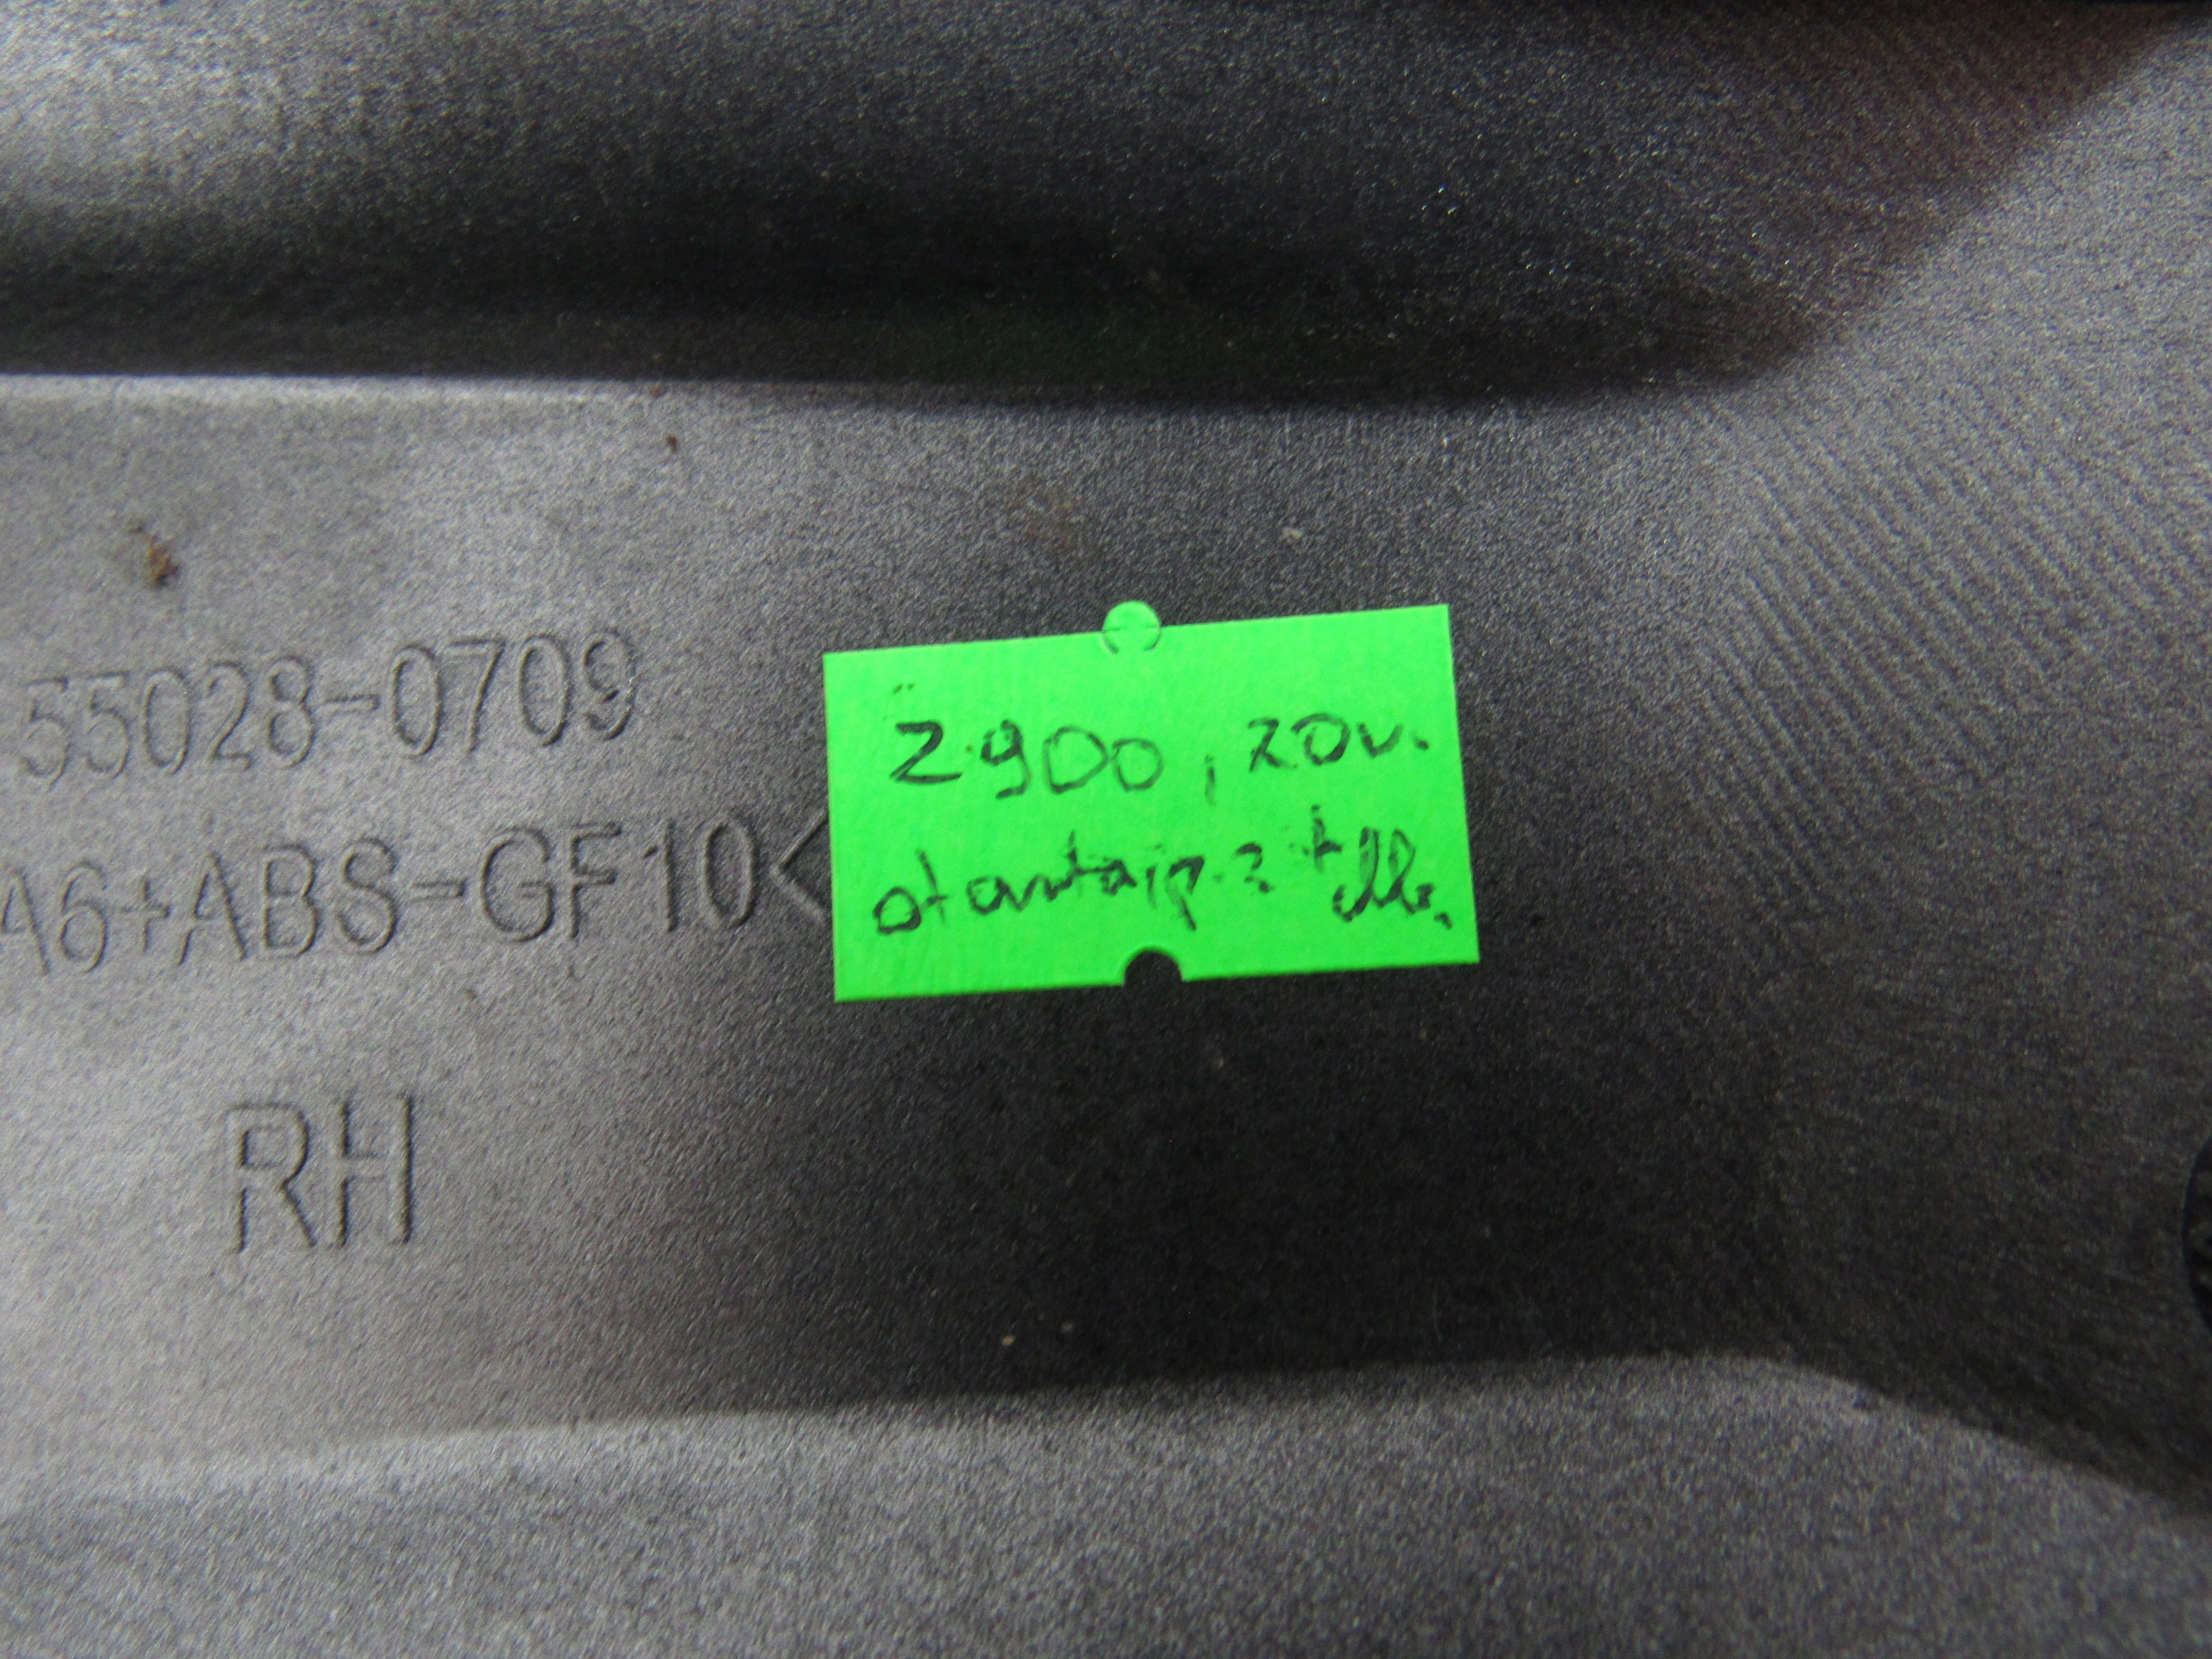 55028-0709
A6+ABS-GF10<
RH
Z900, 20v.